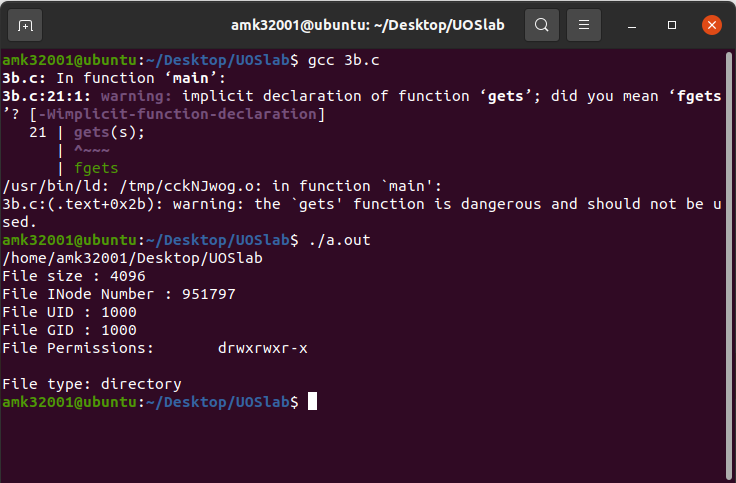 amk32001@ubuntu: ~/Desktop/UOSlab
amk32001@ubuntu:~/Desktop/UOSlab$ gcc 3b.c
3b.c: In function ‘main’:
3b.c:21:1: warning: implicit declaration of function ‘gets’; did you mean ‘fgets
’? [-Wimplicit-function-declaration]
   21 | gets(s);
      | ^~~~
      | fgets
/usr/bin/ld: /tmp/cckNJwog.o: in function `main':
3b.c:(.text+0x2b): warning: the `gets' function is dangerous and should not be u
sed.
amk32001@ubuntu:~/Desktop/UOSlab$ ./a.out
/home/amk32001/Desktop/UOSlab
File size : 4096
File INode Number : 951797
File UID : 1000
File GID : 1000
File Permissions:       drwxrwxr-x
File type: directory
amk32001@ubuntu:~/Desktop/UOSlab$